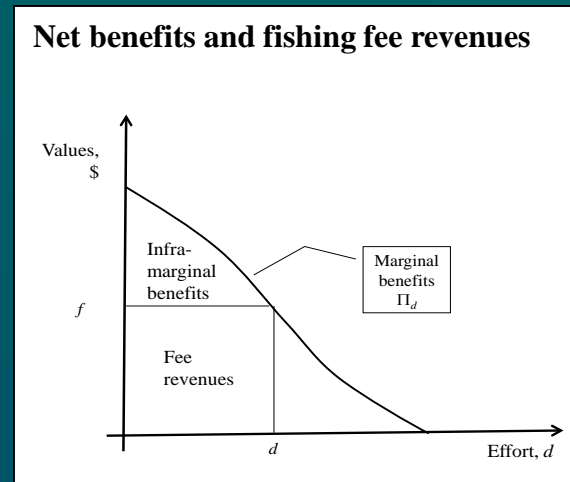 Net benefits and fishing fee revenues
Values,
$
Infra-
marginal
benefits
Marginal
benefits
Π_d
f
Fee
revenues
d
Effort, d